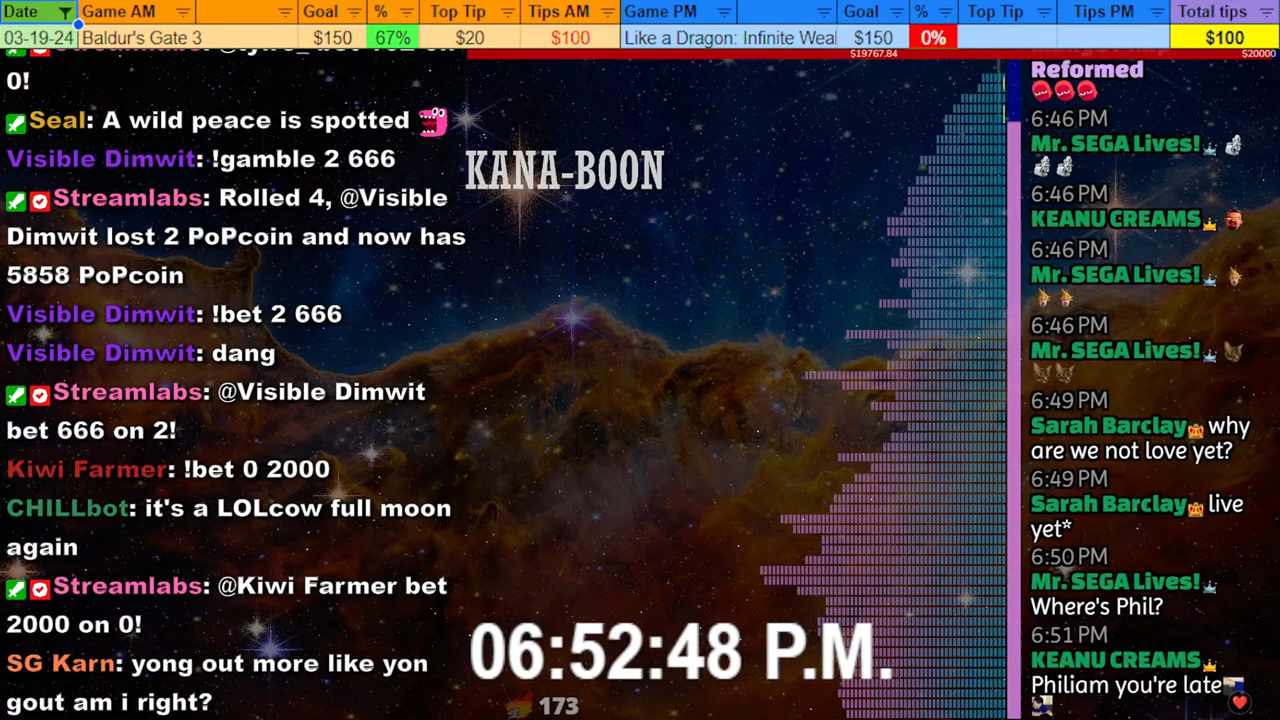 Date Game AM Goal % Top Tip Tips AM Game PM Goal % Top Tip Tips PM Total tips
03-19-24 Baldur's Gate 3 $150 67% $20 $100 Like a Dragon: Infinite Weal $150 0% $100
$19767.84 $20000
0!
Seal: A wild peace is spotted
Visible Dimwit: !gamble 2 666
Streamlabs: Rolled 4, @Visible
Dimwit lost 2 PoPcoin and now has
5858 PoPcoin
Visible Dimwit: !bet 2 666
Visible Dimwit: dang
Streamlabs: @Visible Dimwit
bet 666 on 2!
Kiwi Farmer: !bet 0 2000
CHILLbot: it's a LOLcow full moon
again
Streamlabs: @Kiwi Farmer bet
2000 on 0!
SG Karn: yong out more like yon
gout am i right?
KANA-BOON
06:52:48 P.M.
173
Reformed
6:46 PM
Mr. SEGA Lives!
6:46 PM
KEANU CREAMS
6:46 PM
Mr. SEGA Lives!
6:46 PM
Mr. SEGA Lives!
6:49 PM
Sarah Barclay why
are we not love yet?
6:49 PM
Sarah Barclay live
yet*
6:50 PM
Mr. SEGA Lives!
Where's Phil?
6:51 PM
KEANU CREAMS
Philiam you're late